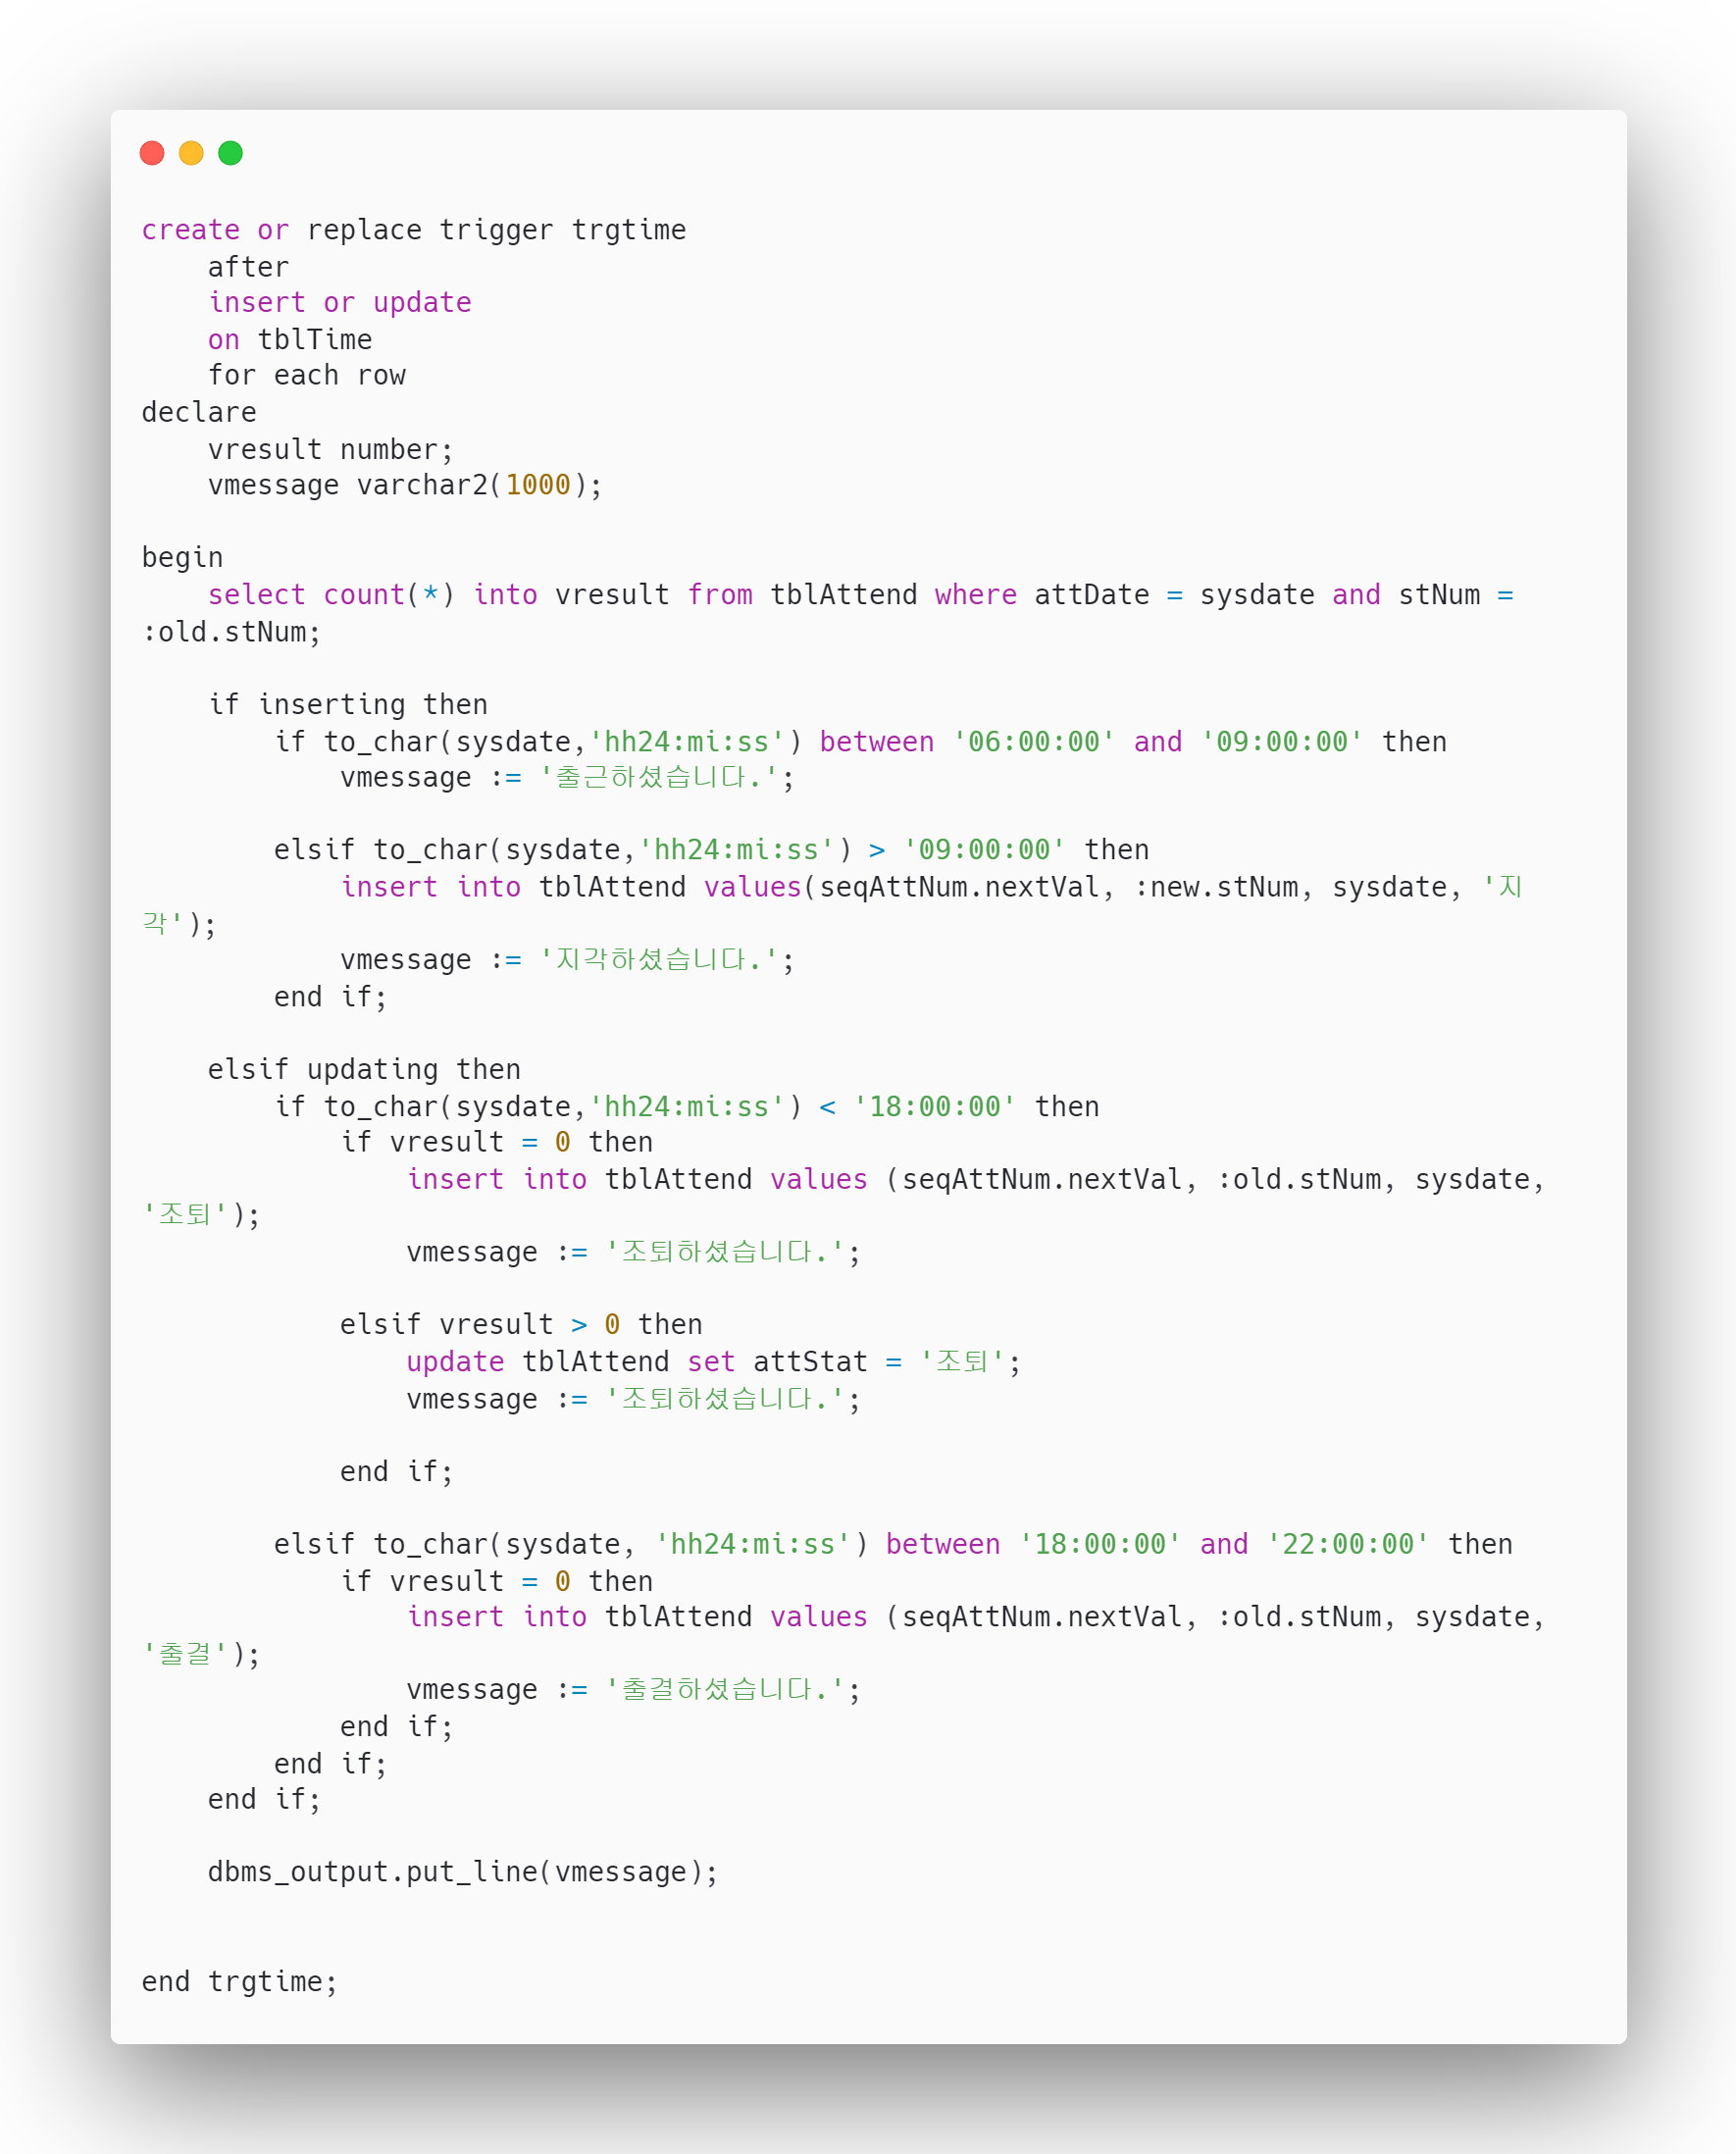 create or replace trigger trgtime
    after
    insert or update
    on tblTime
    for each row
declare
    vresult number;
    vmessage varchar2(1000);

begin
    select count(*) into vresult from tblAttend where attDate = sysdate and stNum =
:old.stNum;

    if inserting then
        if to_char(sysdate,'hh24:mi:ss') between '06:00:00' and '09:00:00' then
            vmessage := '출근하셨습니다.';

        elsif to_char(sysdate,'hh24:mi:ss') > '09:00:00' then
            insert into tblAttend values(seqAttNum.nextVal, :new.stNum, sysdate, '지
각');
            vmessage := '지각하셨습니다.';
        end if;

    elsif updating then
        if to_char(sysdate,'hh24:mi:ss') < '18:00:00' then
            if vresult = 0 then
                insert into tblAttend values (seqAttNum.nextVal, :old.stNum, sysdate,
'조퇴');
                vmessage := '조퇴하셨습니다.';

            elsif vresult > 0 then
                update tblAttend set attStat = '조퇴';
                vmessage := '조퇴하셨습니다.';

            end if;

        elsif to_char(sysdate, 'hh24:mi:ss') between '18:00:00' and '22:00:00' then
            if vresult = 0 then
                insert into tblAttend values (seqAttNum.nextVal, :old.stNum, sysdate,
'출결');
                vmessage := '출결하셨습니다.';
            end if;
        end if;
    end if;

    dbms_output.put_line(vmessage);


end trgtime;